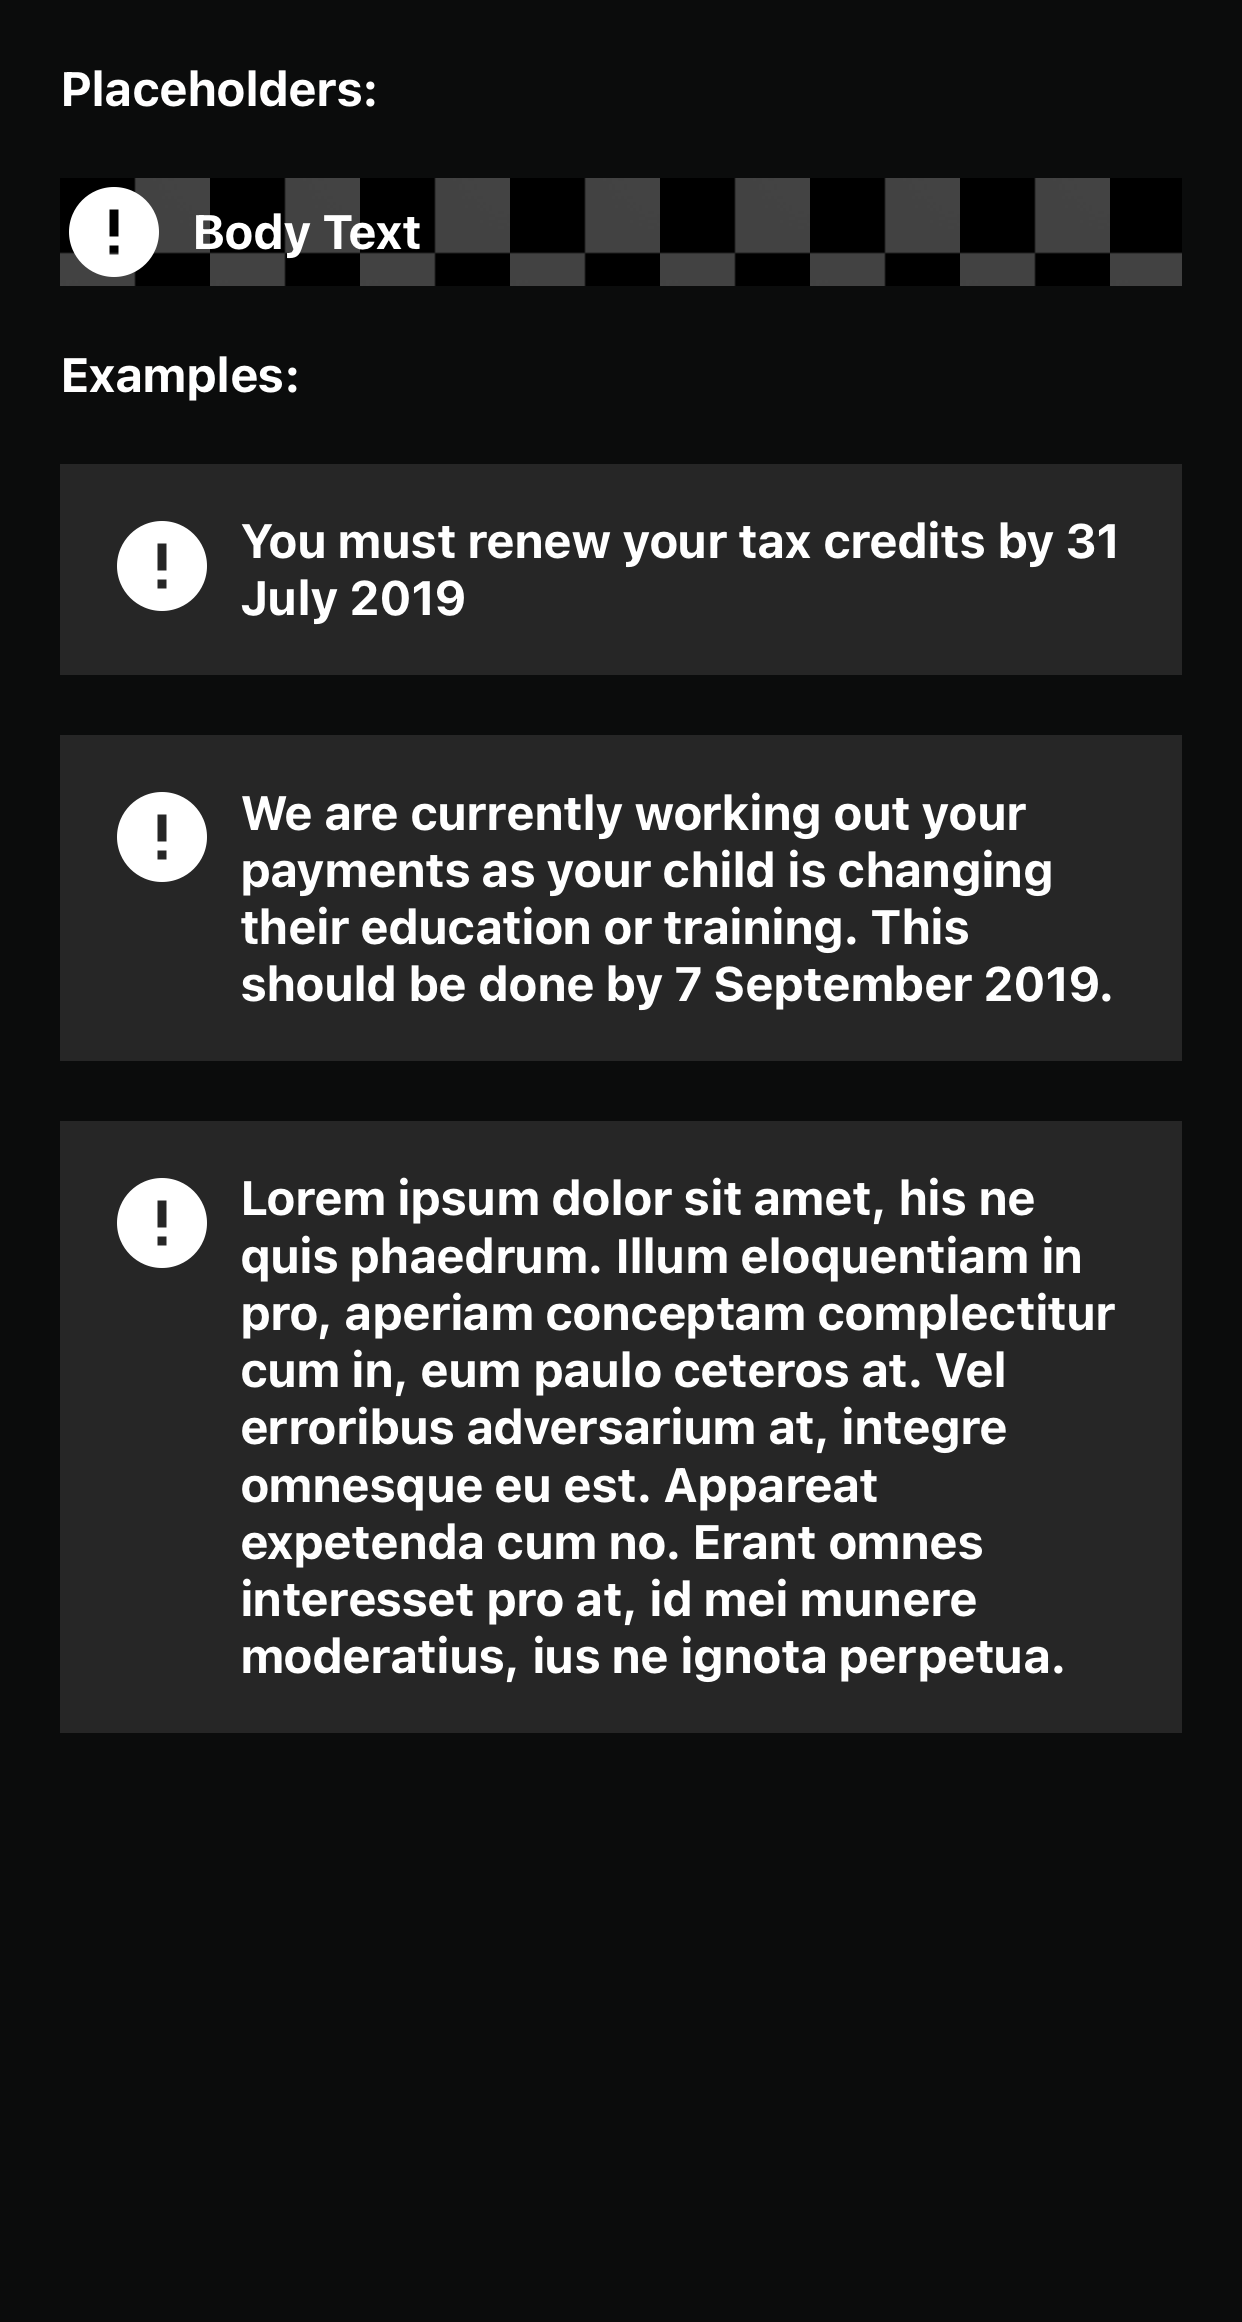 Placeholders:
! Body Text
Examples:
! You must renew your tax credits by 31
July 2019
! We are currently working out your
payments as your child is changing
their education or training. This
should be done by 7 September 2019.
! Lorem ipsum dolor sit amet, his ne
quis phaedrum. Illum eloquentiam in
pro, aperiam conceptam complectitur
cum in, eum paulo ceteros at. Vel
erroribus adversarium at, integre
omnesque eu est. Appareat
expetenda cum no. Erant omnes
interesset pro at, id mei munere
moderatius, ius ne ignota perpetua.